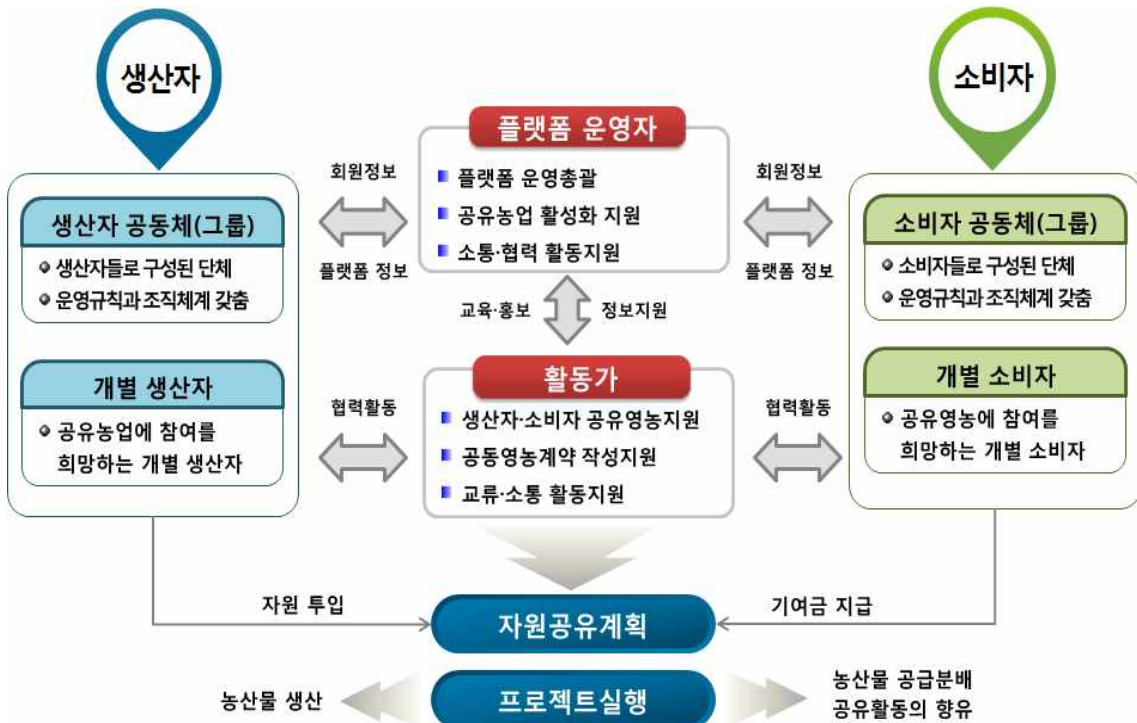 생산자
소비자
플랫폼 운영자
플랫폼 운영총괄
공유농업 활성화 지원
소통·협력 활동지원
회원정보
플랫폼 정보
회원정보
플랫폼 정보
생산자 공동체(그룹)
생산자들로 구성된 단체
운영규칙과 조직체계 갖춤
소비자 공동체(그룹)
소비자들로 구성된 단체
운영규칙과 조직체계 갖춤
교육·홍보
정보지원
개별 생산자
공유농업에 참여를
희망하는 개별 생산자
협력활동
활동가
생산자·소비자 공유영농지원
공동영농계약 작성지원
교류·소통 활동지원
협력활동
개별 소비자
공유영농에 참여를
희망하는 개별 소비자
자원 투입
자원공유계획
기여금 지급
농산물 생산
프로젝트실행
농산물 공급분배
공유활동의 향유